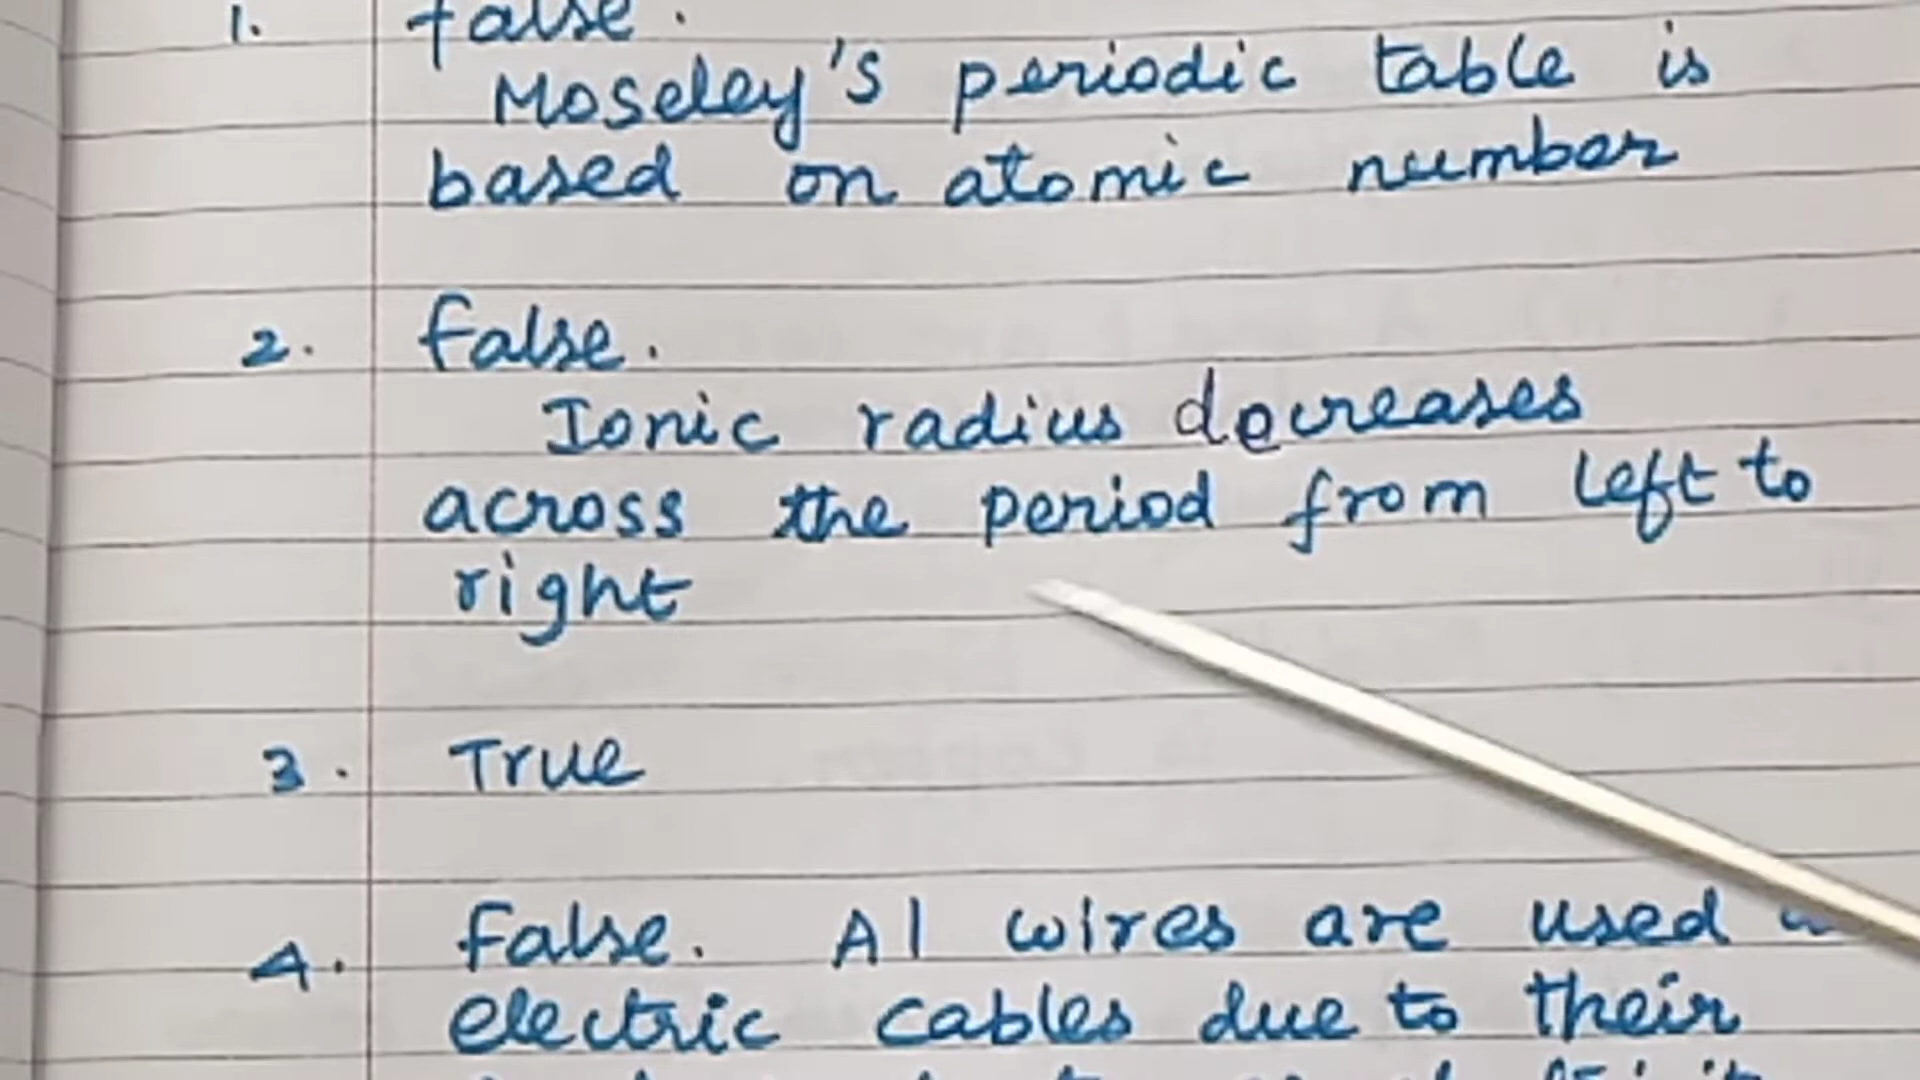 1. false.
Moseley's periodic table is
based on atomic number
2. false.
Ionic radius decreases
across the period from left to
right
3. True
4. False. Al wires are used
electric cables due to their